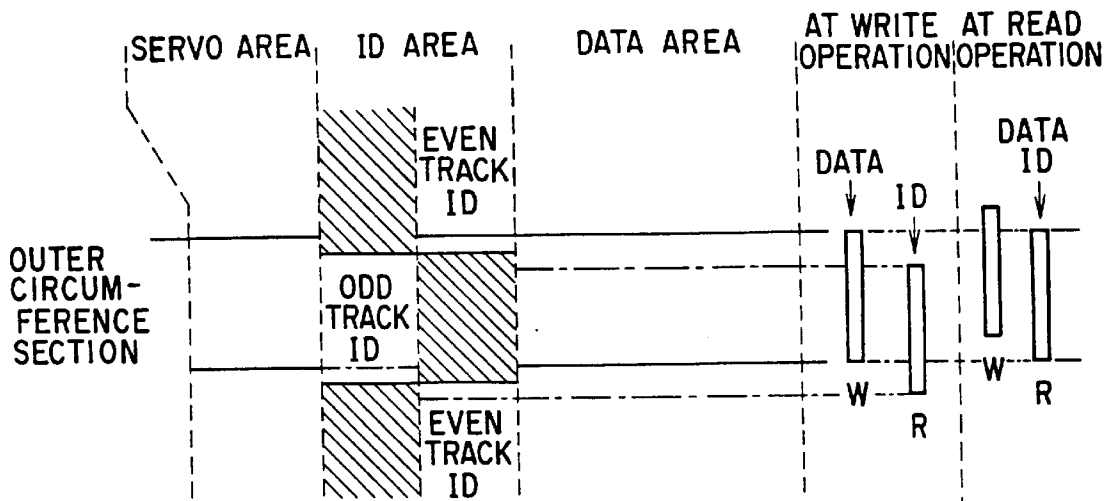 SERVO AREA
ID AREA
DATA AREA
AT WRITE
OPERATION
AT READ
OPERATION
EVEN
TRACK
ID
DATA
ID
DATA
ID
OUTER
CIRCUM-
FERENCE
SECTION
ODD
TRACK
ID
W
R
W
R
EVEN
TRACK
ID